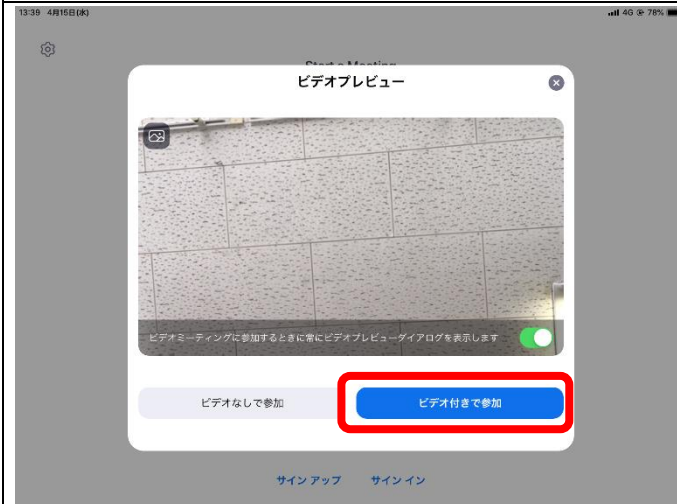 13:39 4月15日(水)
4G 78%
Start a Meeting
ビデオプレビュー
ビデオミーティングに参加するときに常にビデオプレビューダイアログを表示します
ビデオなしで参加
ビデオ付きで参加
サイン アップ サイン イン